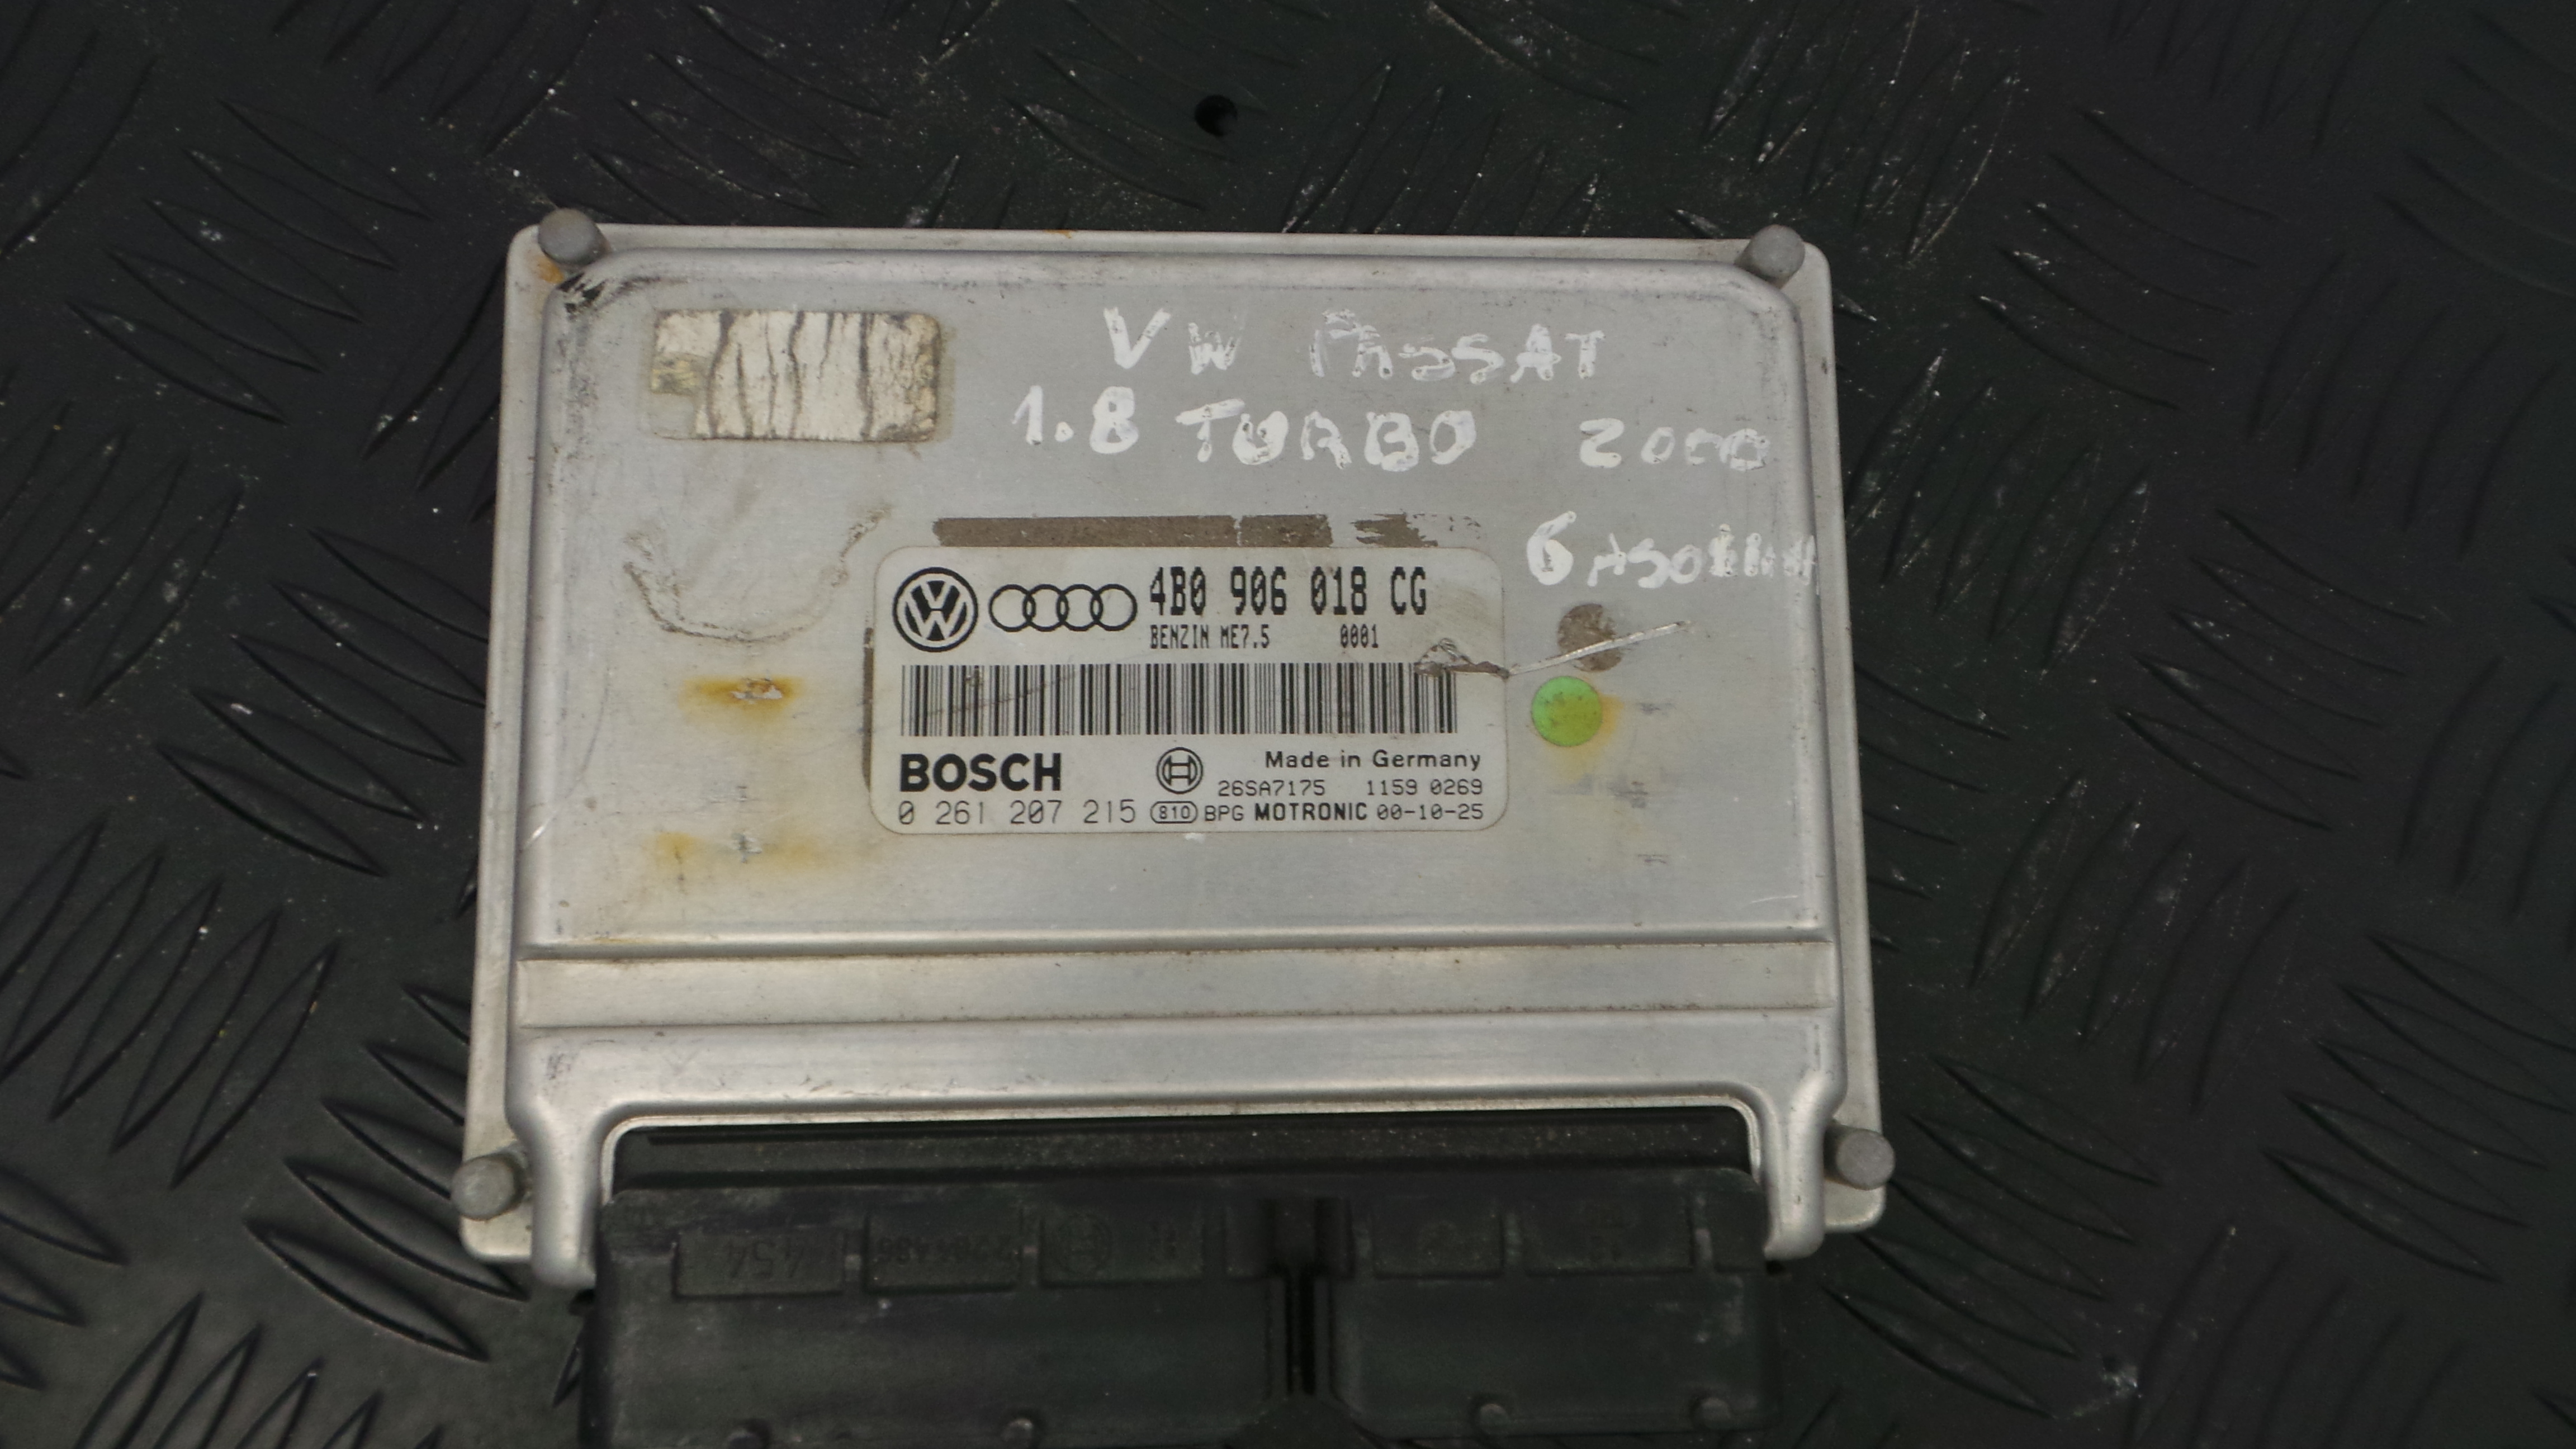 VW PASSAT
1.8 TURBO 2000
GASOLINA
4B0 906 018 CG
BENZIN ME7.5 0001
BOSCH
Made in Germany
26SA7175 1159 0269
0 261 207 215 810 BPG MOTRONIC 00-10-25